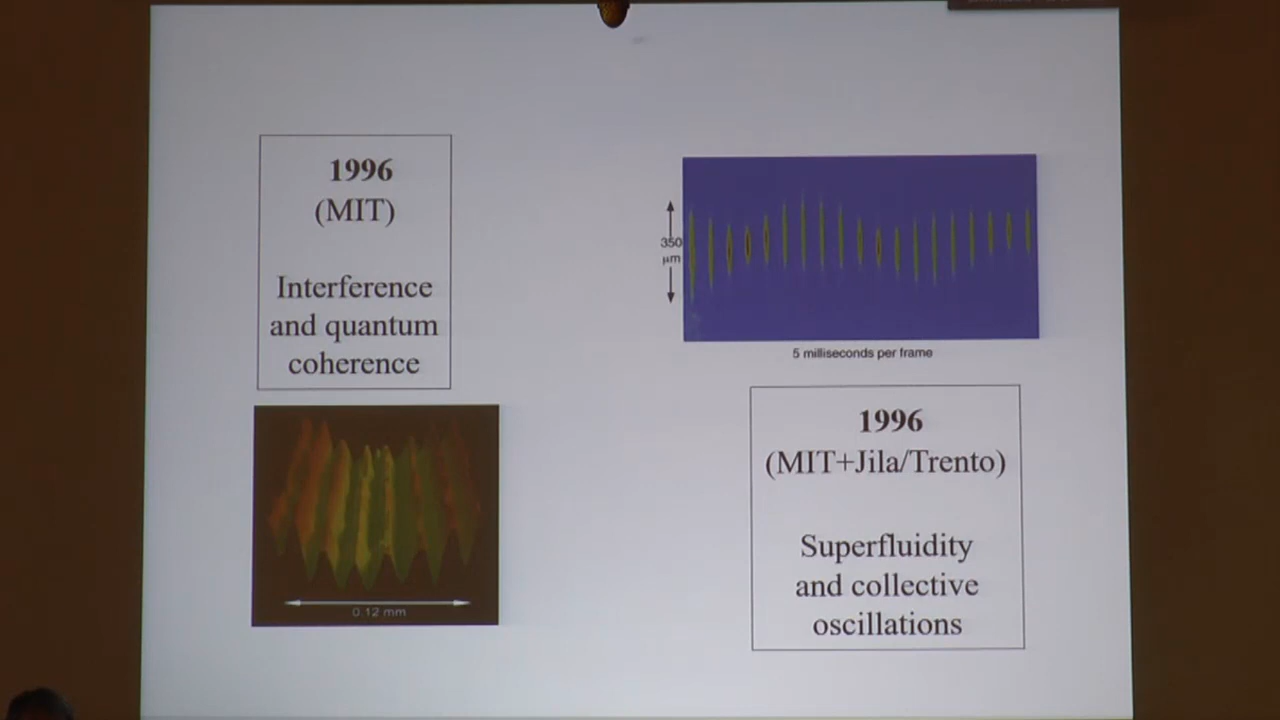 1996
(MIT)
Interference
and quantum
coherence
0.12 mm
350
μm
5 milliseconds per frame
1996
(MIT+Jila/Trento)
Superfluidity
and collective
oscillations